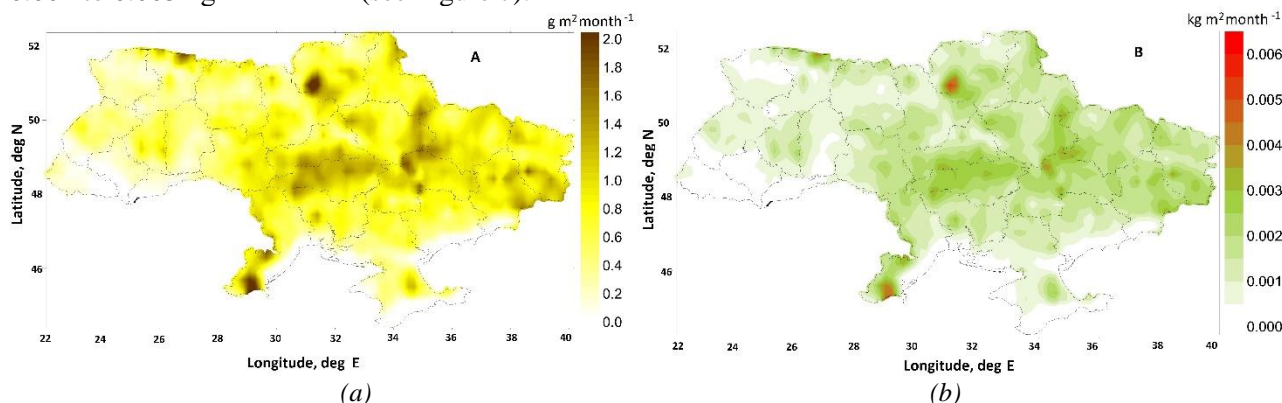 g m² month ⁻¹
A
52
50
48
46
Latitude, deg N
22 24 26 28 30 32 34 36 38 40
Longitude, deg E
2.0
1.8
1.6
1.4
1.2
1.0
0.8
0.6
0.4
0.2
0.0
(a)
kg m² month ⁻¹
B
52
50
48
46
Latitude, deg N
22 24 26 28 30 32 34 36 38 40
Longitude, deg E
0.006
0.005
0.004
0.003
0.002
0.001
0.000
(b)